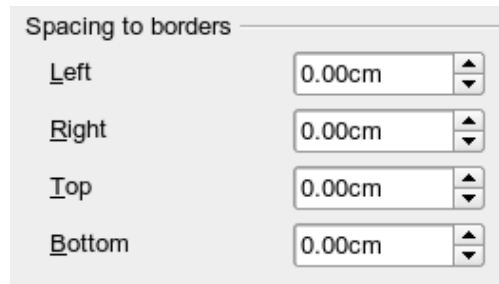 Spacing to borders
Left 0.00cm
Right 0.00cm
Top 0.00cm
Bottom 0.00cm